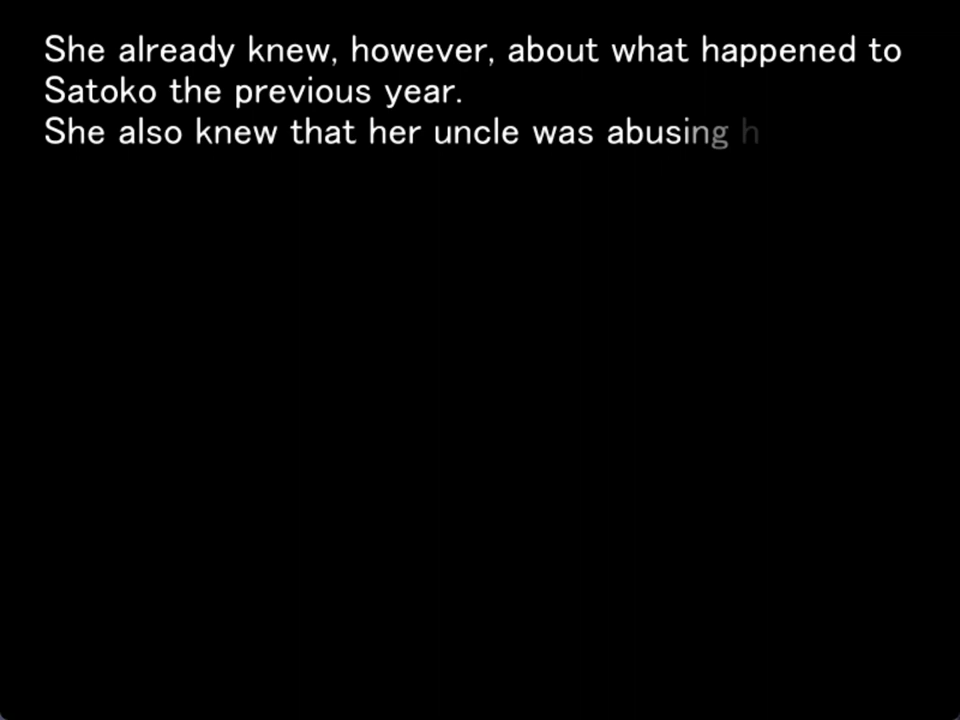 She already knew, however, about what happened to
Satoko the previous year.
She also knew that her uncle was abusing h